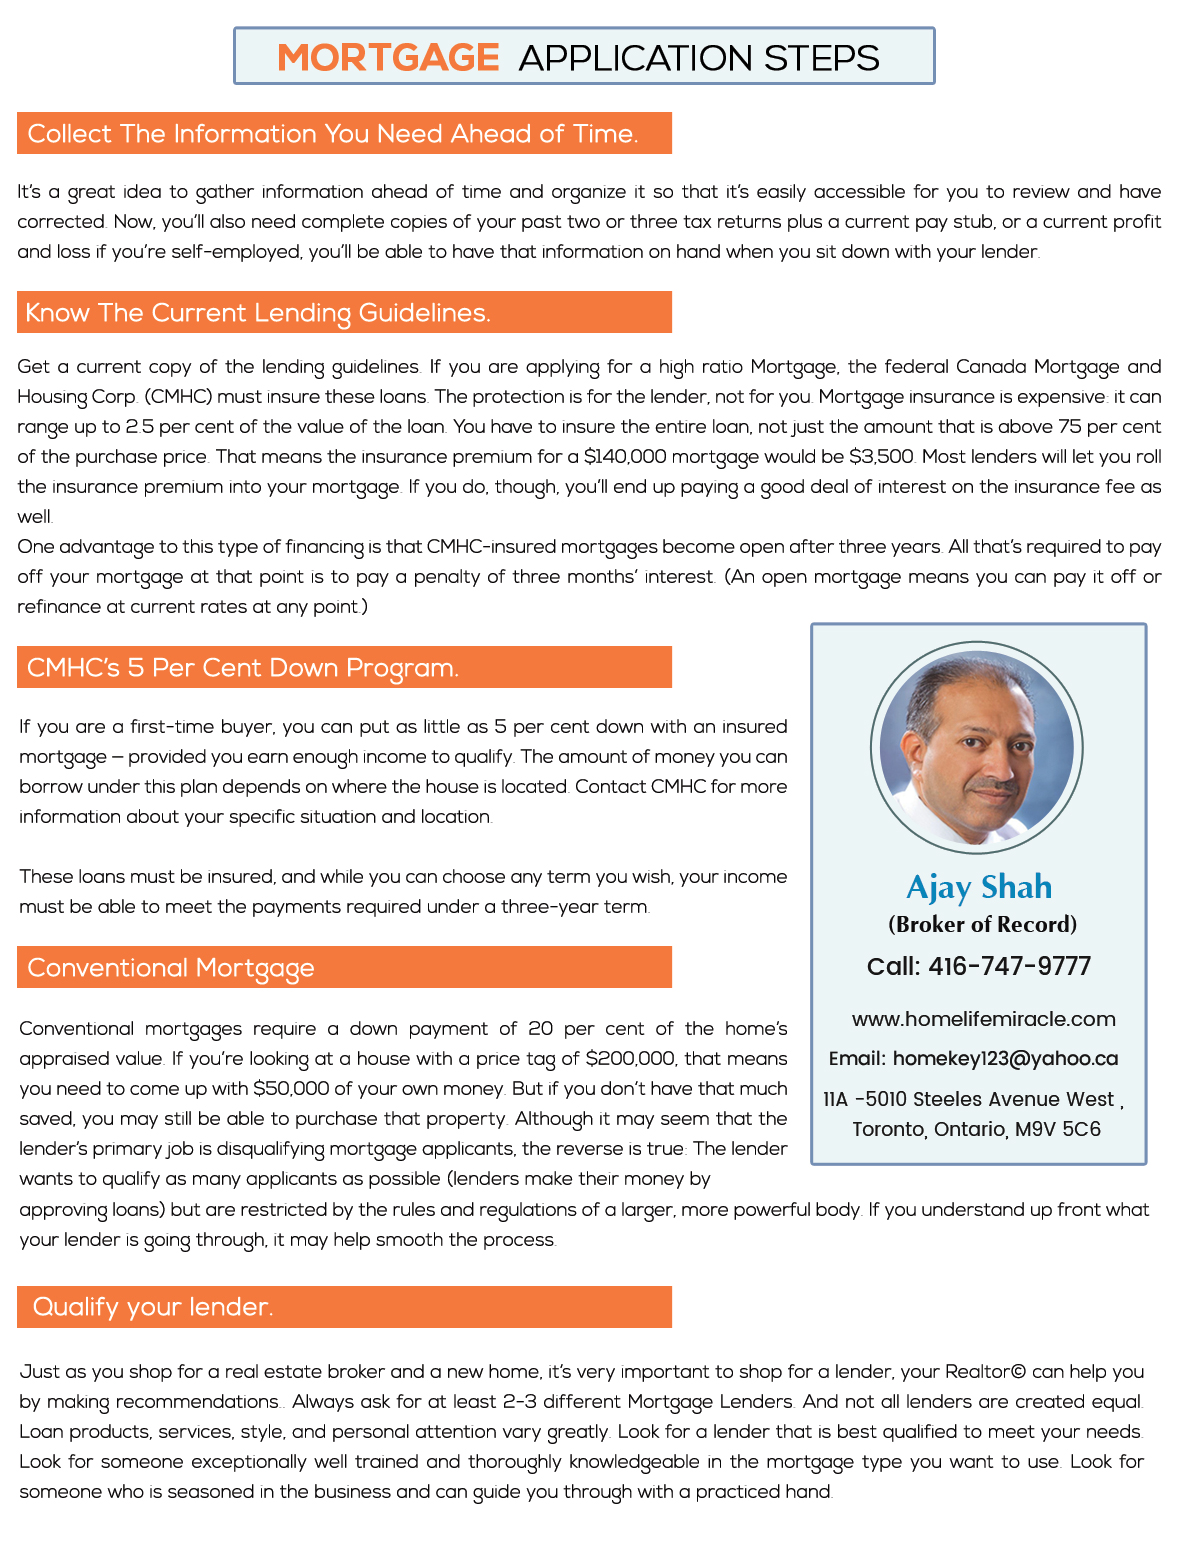 MORTGAGE APPLICATION STEPS
Collect The Information You Need Ahead of Time.
It's a great idea to gather information ahead of time and organize it so that it's easily accessible for you to review and have
corrected. Now, you'll also need complete copies of your past two or three tax returns plus a current pay stub, or a current profit
and loss if you're self-employed, you'll be able to have that information on hand when you sit down with your lender.
Know The Current Lending Guidelines.
Get a current copy of the lending guidelines. If you are applying for a high ratio Mortgage, the federal Canada Mortgage and
Housing Corp. (CMHC) must insure these loans. The protection is for the lender, not for you. Mortgage insurance is expensive: it can
range up to 2.5 per cent of the value of the loan. You have to insure the entire loan, not just the amount that is above 75 per cent
of the purchase price. That means the insurance premium for a $140,000 mortgage would be $3,500. Most lenders will let you roll
the insurance premium into your mortgage. If you do, though, you'll end up paying a good deal of interest on the insurance fee as
well.
One advantage to this type of financing is that CMHC-insured mortgages become open after three years. All that's required to pay
off your mortgage at that point is to pay a penalty of three months' interest. (An open mortgage means you can pay it off or
refinance at current rates at any point.)
CMHC's 5 Per Cent Down Program.
If you are a first-time buyer, you can put as little as 5 per cent down with an insured
mortgage – provided you earn enough income to qualify. The amount of money you can
borrow under this plan depends on where the house is located. Contact CMHC for more
information about your specific situation and location.
These loans must be insured, and while you can choose any term you wish, your income
must be able to meet the payments required under a three-year term.
Conventional Mortgage
Conventional mortgages require a down payment of 20 per cent of the home's
appraised value. If you're looking at a house with a price tag of $200,000, that means
you need to come up with $50,000 of your own money. But if you don't have that much
saved, you may still be able to purchase that property. Although it may seem that the
lender's primary job is disqualifying mortgage applicants, the reverse is true: The lender
wants to qualify as many applicants as possible (lenders make their money by
approving loans) but are restricted by the rules and regulations of a larger, more powerful body. If you understand up front what
your lender is going through, it may help smooth the process.
Ajay Shah
(Broker of Record)
Call: 416-747-9777
www.homelifemiracle.com
Email: homekey123@yahoo.ca
11A -5010 Steeles Avenue West ,
Toronto, Ontario, M9V 5C6
Qualify your lender.
Just as you shop for a real estate broker and a new home, it's very important to shop for a lender, your Realtor© can help you
by making recommendations.. Always ask for at least 2-3 different Mortgage Lenders. And not all lenders are created equal.
Loan products, services, style, and personal attention vary greatly. Look for a lender that is best qualified to meet your needs.
Look for someone exceptionally well trained and thoroughly knowledgeable in the mortgage type you want to use. Look for
someone who is seasoned in the business and can guide you through with a practiced hand.